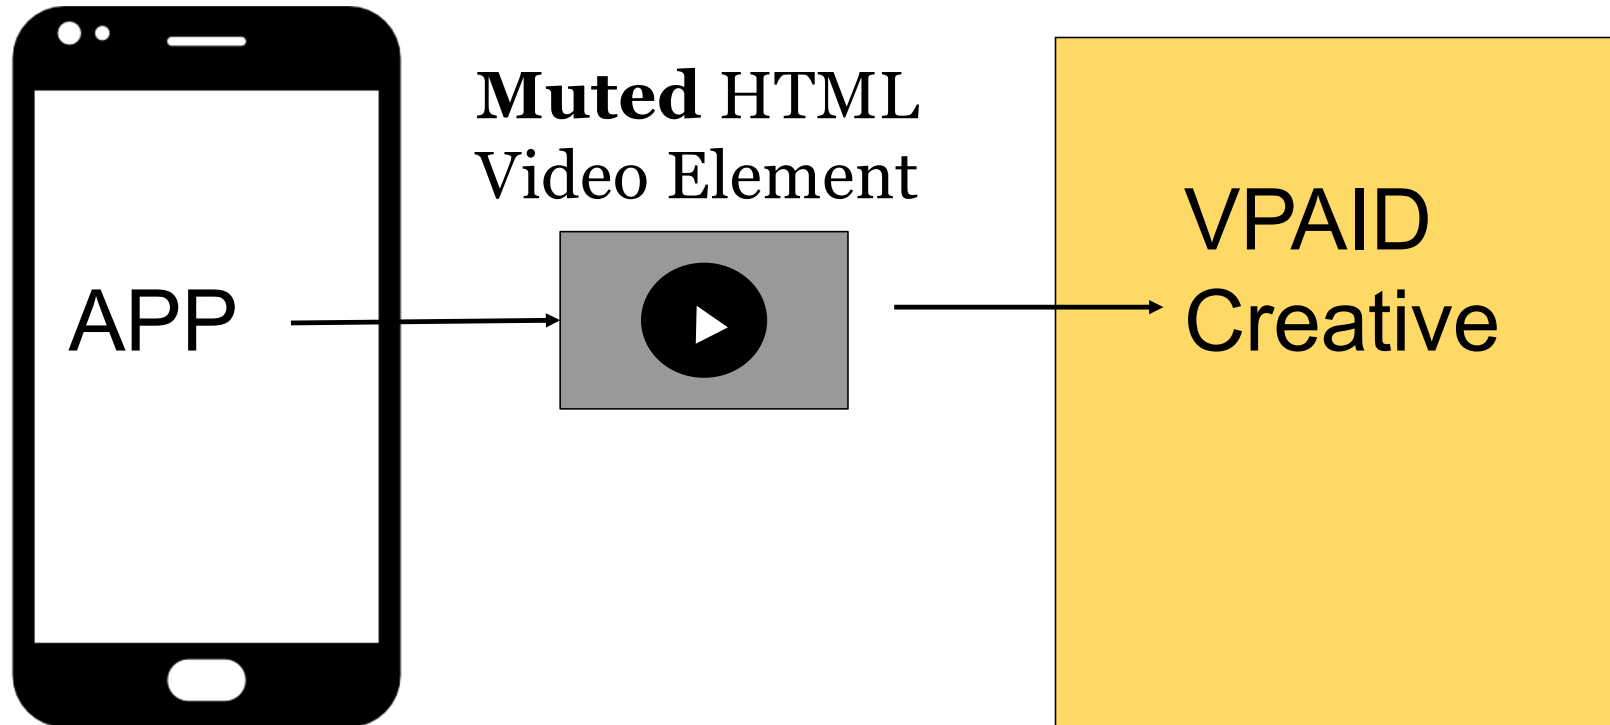 Muted HTML
Video Element
APP
VPAID
Creative